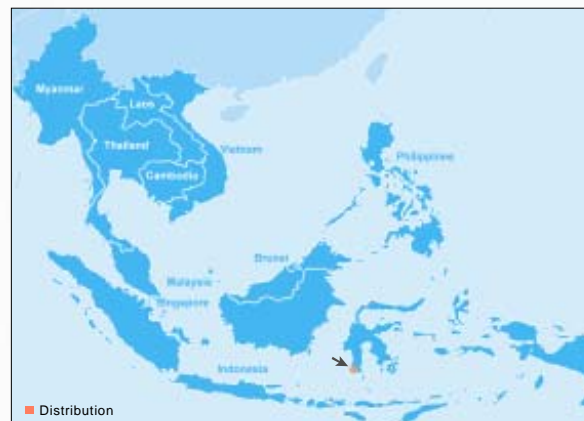 Myanmar
Laos
Thailand
Vietnam
Cambodia
Philippines
Brunei
Malaysia
Singapore
Indonesia
Distribution